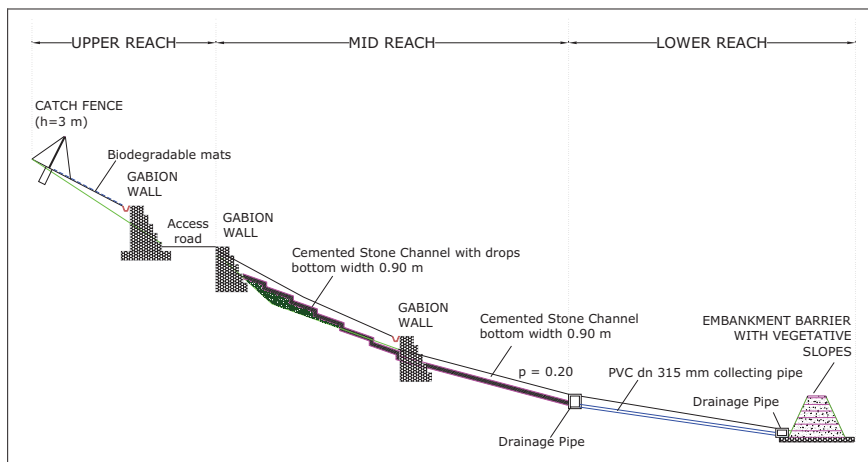 UPPER REACH
MID REACH
LOWER REACH
CATCH FENCE
(h=3 m)
Biodegradable mats
GABION
WALL
Access
road
GABION
WALL
Cemented Stone Channel with drops
bottom width 0.90 m
GABION
WALL
Cemented Stone Channel
bottom width 0.90 m
p = 0.20
EMBANKMENT BARRIER
WITH VEGETATIVE
SLOPES
PVC dn 315 mm collecting pipe
Drainage Pipe
Drainage Pipe